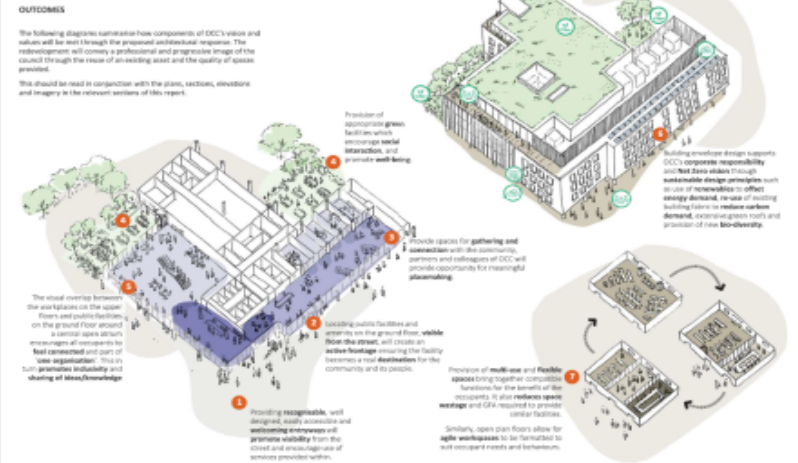 OUTCOMES
The following diagrams summarise how components of DCC's vision and
values will be met through the proposed architectural response. The
redevelopment will convey a professional and progressive image of the
council through the reuse of an existing asset and the quality of spaces
provided.
This should be read in conjunction with the plans, sections, elevations
and imagery in the relevant sections of this report.
Provision of
appropriate green
facilities which
encourage social
interaction, and
promote well-being.
4
6
Building envelope design supports
DCC's corporate responsibility
and Net Zero vision through
sustainable design principles such
as use of renewables to offset
energy demand, re-use of existing
building fabric to reduce carbon
demand, extensive green roofs and
provision of new bio-diversity.
4
3
Provide spaces for gathering and
connection with the community,
partners and colleagues of DCC will
provide opportunity for meaningful
placemaking.
5
The visual overlap between
the workplaces on the upper
floors and public facilities
on the ground floor around
a central open atrium
encourages all occupants to
feel connected and part of
'one organisation'. This in
turn promotes inclusivity and
sharing of ideas/knowledge
2
Locating public facilities and
amenity on the ground floor, visible
from the street, will create an
active frontage ensuring the facility
becomes a real destination for the
community and its people.
1
Providing recognisable, well
designed, easily accessible and
welcoming entryways will
promote visibility from the
street and encourage use of
services provided within.
7
Provision of multi-use and flexible
spaces bring together compatible
functions for the benefit of the
occupants. It also reduces space
wastage and GFA required to provide
similar facilities.
Similarly, open plan floors allow for
agile workspaces to be formatted to
suit occupant needs and behaviours.